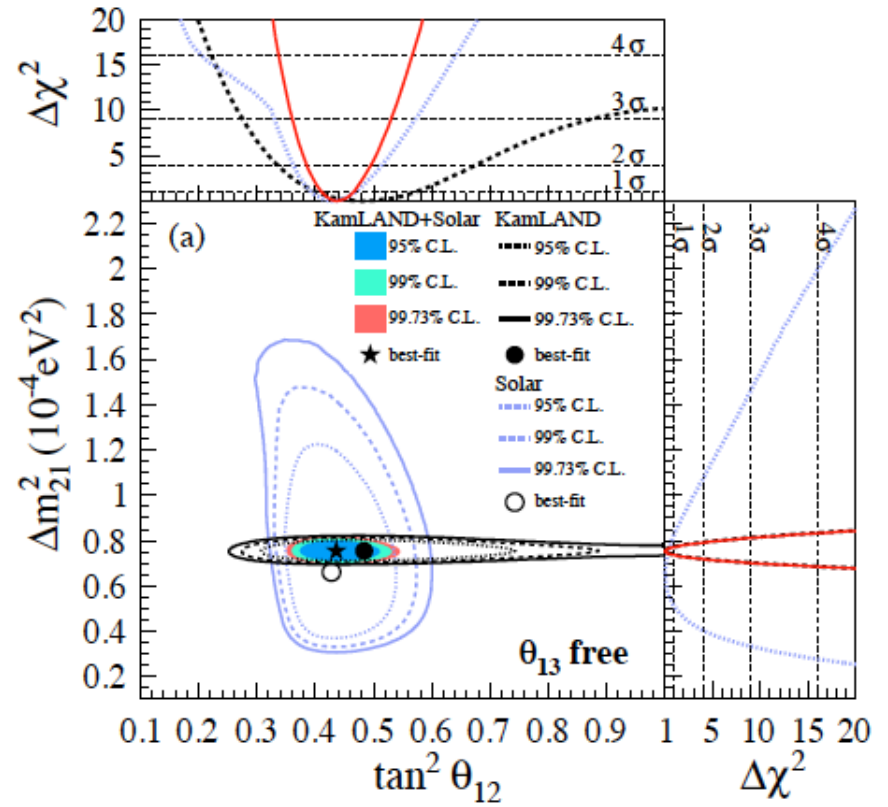 20
15
10
5
Δχ²
4σ
3σ
2σ
1σ
(a)
KamLAND+Solar
95% C.L.
99% C.L.
99.73% C.L.
best-fit
KamLAND
95% C.L.
99% C.L.
99.73% C.L.
best-fit
Solar
95% C.L.
99% C.L.
99.73% C.L.
best-fit
θ₁₃ free
2.2
2
1.8
1.6
1.4
1.2
1
0.8
0.6
0.4
0.2
Δm²₂₁ (10⁻⁴eV²)
0.1 0.2 0.3 0.4 0.5 0.6 0.7 0.8 0.9 1
tan² θ₁₂
1σ
2σ
3σ
4σ
5 10 15 20
Δχ²